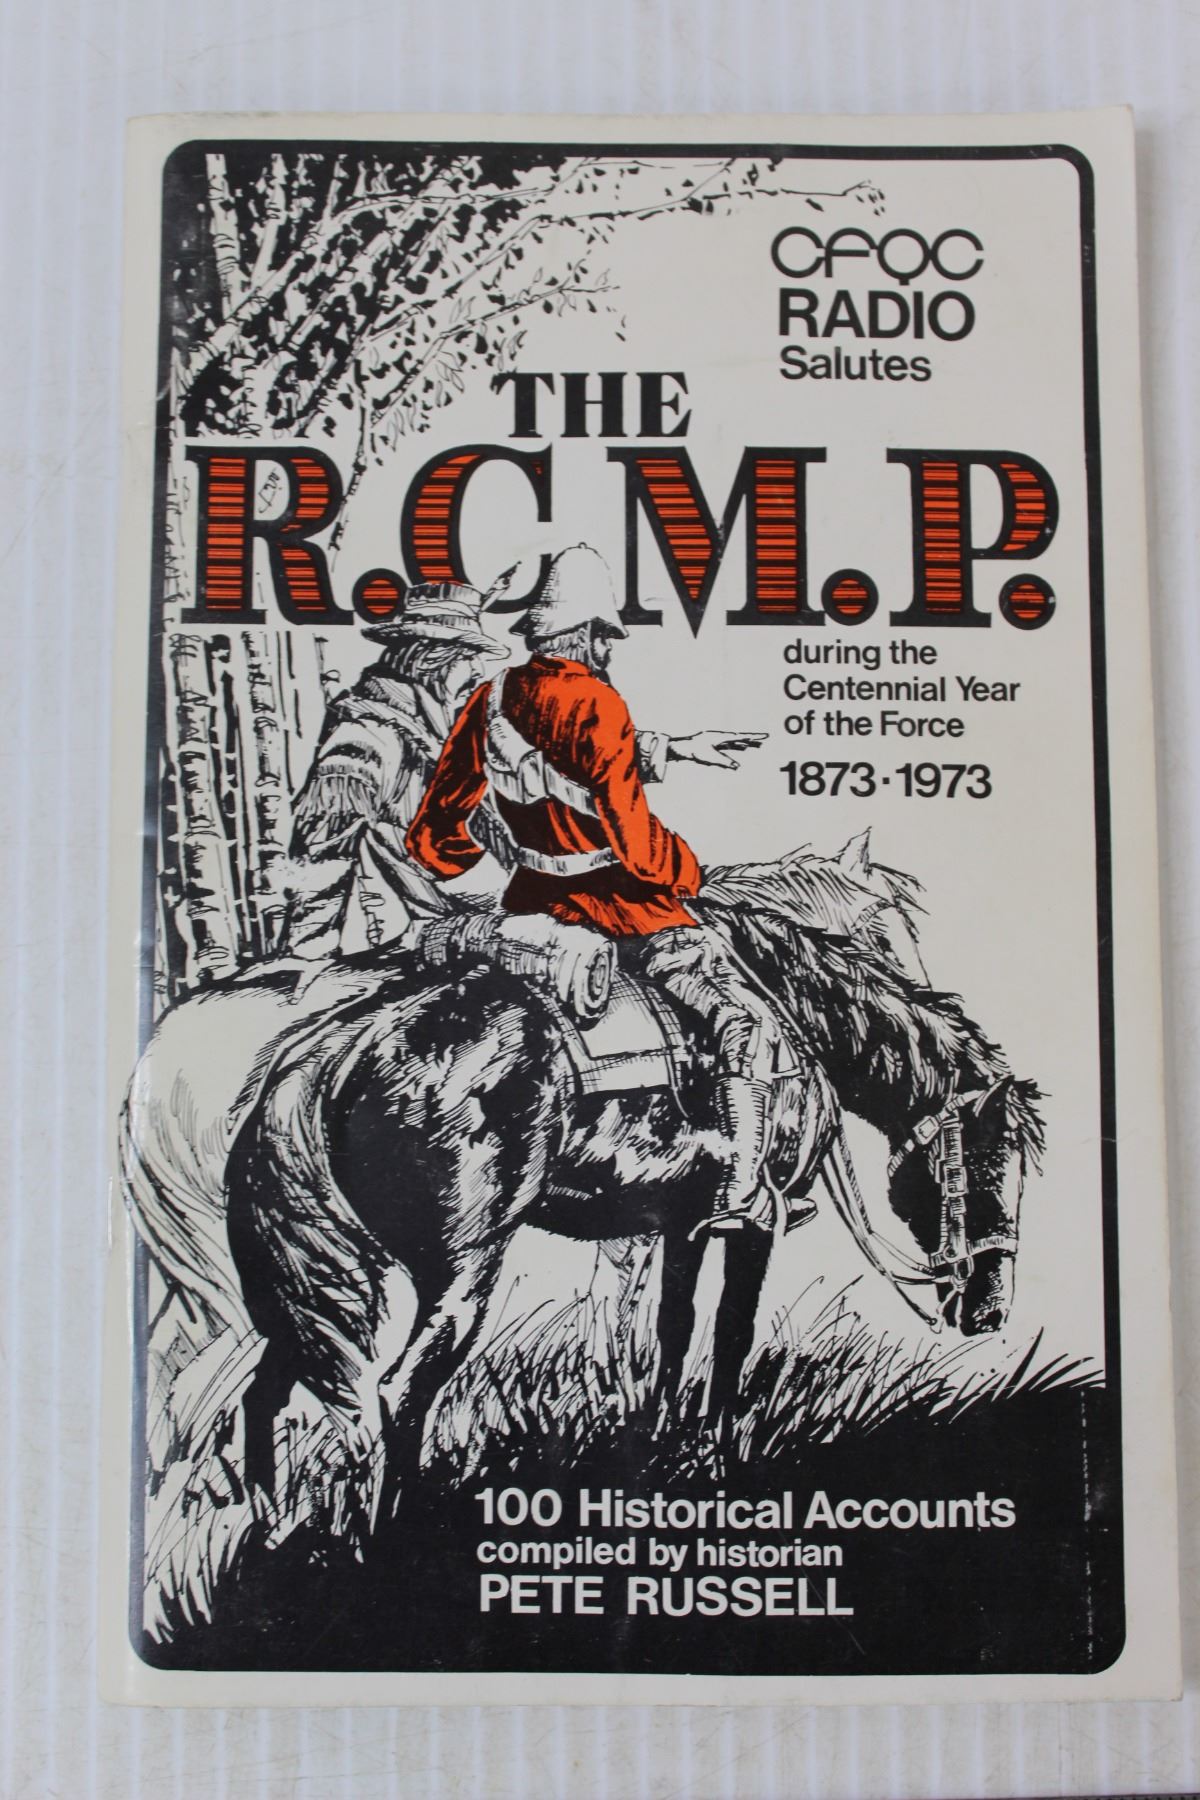 CFQC
RADIO
Salutes
THE
R.C.M.P.
during the
Centennial Year
of the Force
1873·1973
100 Historical Accounts
compiled by historian
PETE RUSSELL